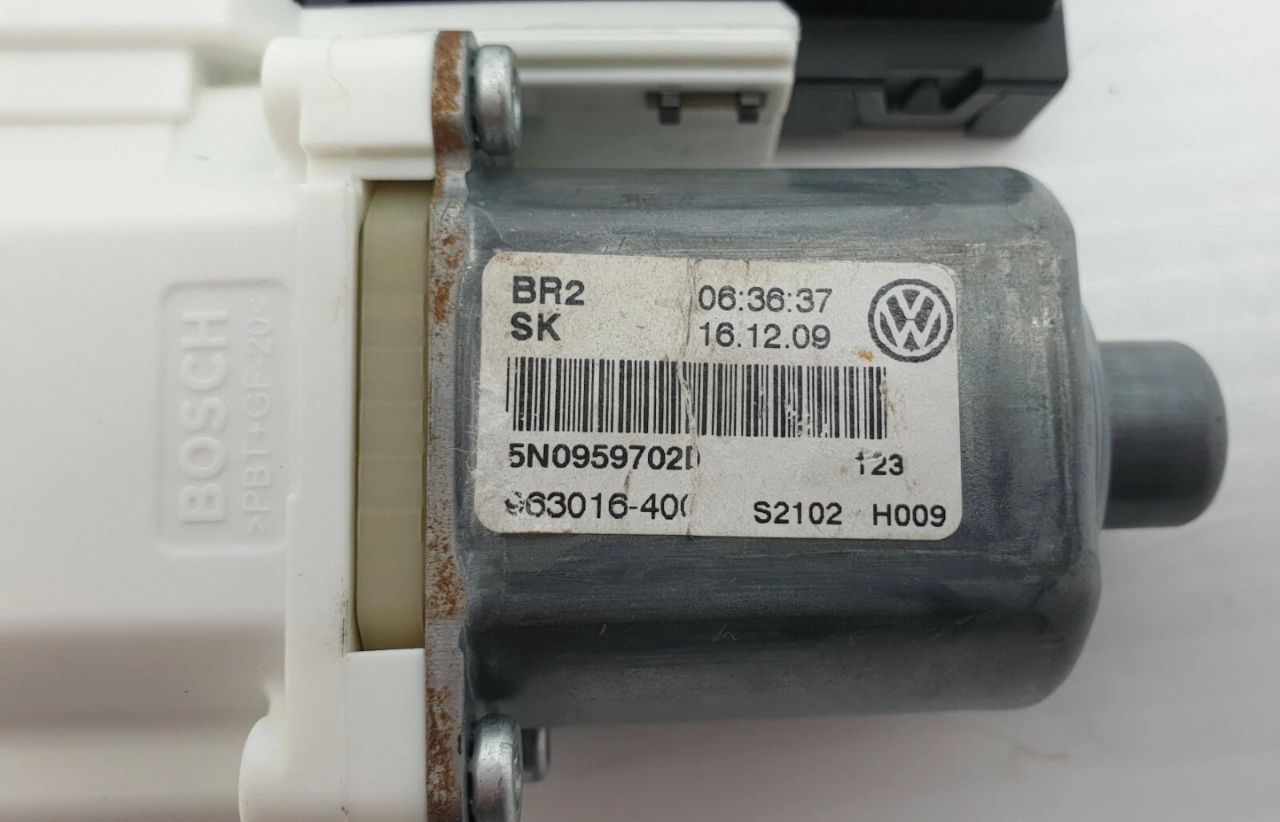 BOSCH
>PBT+GF-20<
BR2 06:36:37
SK 16.12.09
5N0959702D 123
963016-400 S2102 H009